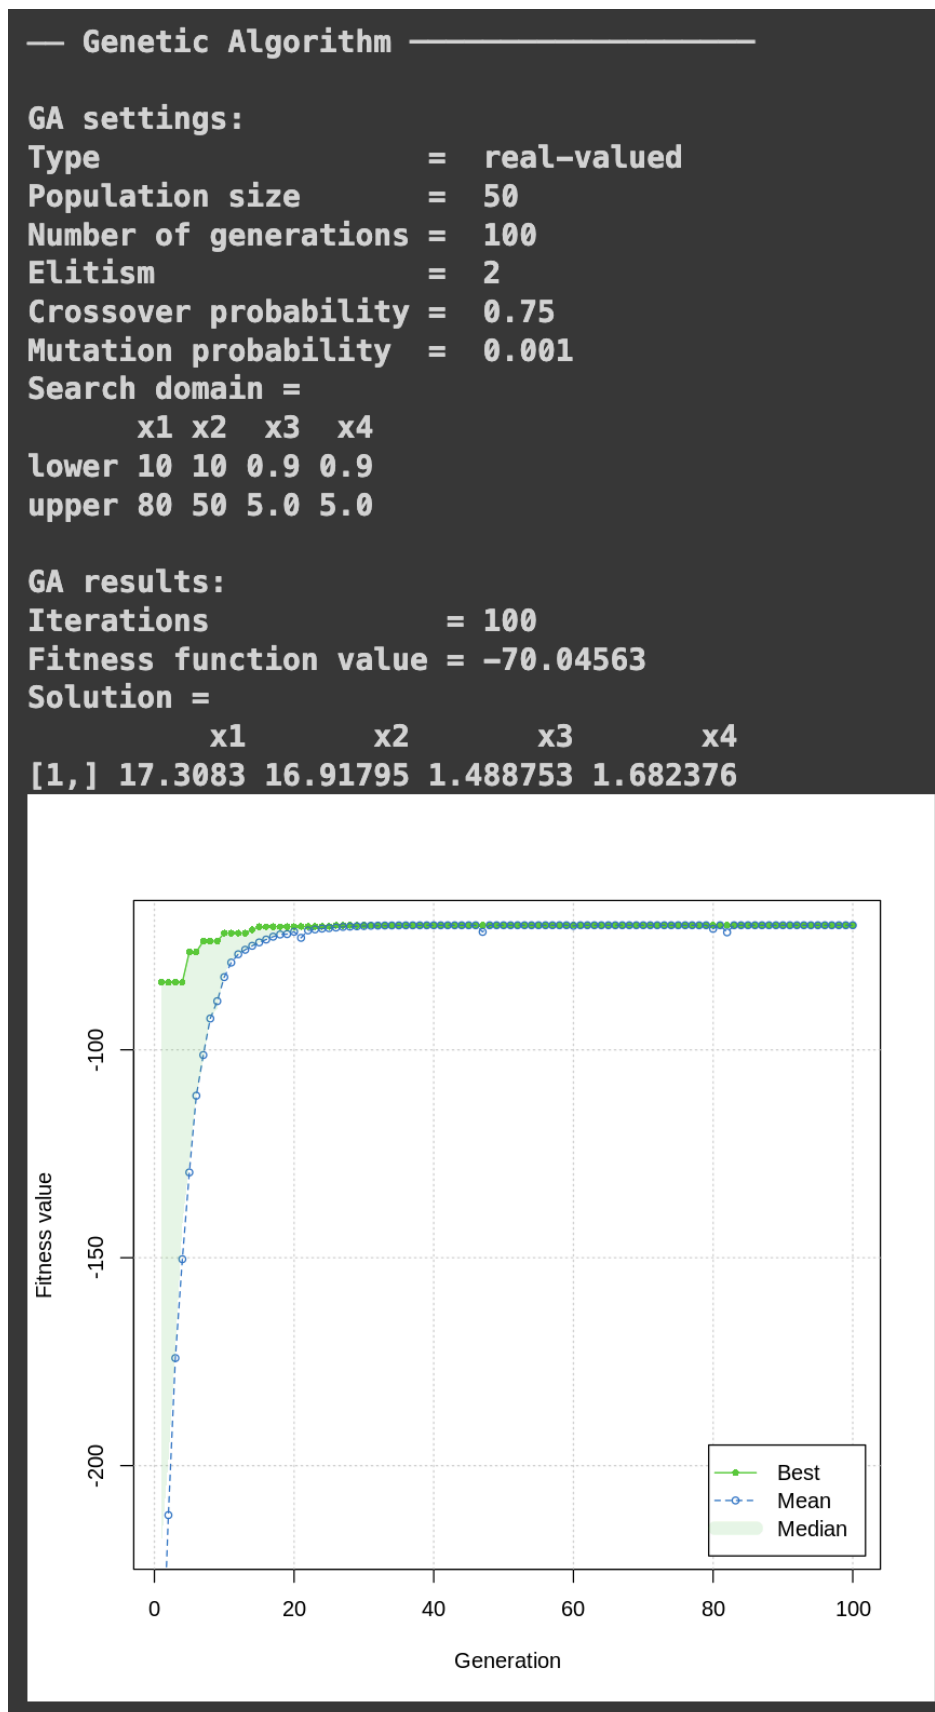 ── Genetic Algorithm ───────────────────
GA settings:
Type                  =  real-valued
Population size       =  50
Number of generations =  100
Elitism               =  2
Crossover probability =  0.75
Mutation probability  =  0.001
Search domain =
      x1 x2  x3  x4
lower 10 10 0.9 0.9
upper 80 50 5.0 5.0
GA results:
Iterations             = 100
Fitness function value = -70.04563
Solution =
          x1       x2       x3       x4
[1,] 17.3083 16.91795 1.488753 1.682376
-100
-150
-200
Fitness value
Best
Mean
Median
0 20 40 60 80 100
Generation